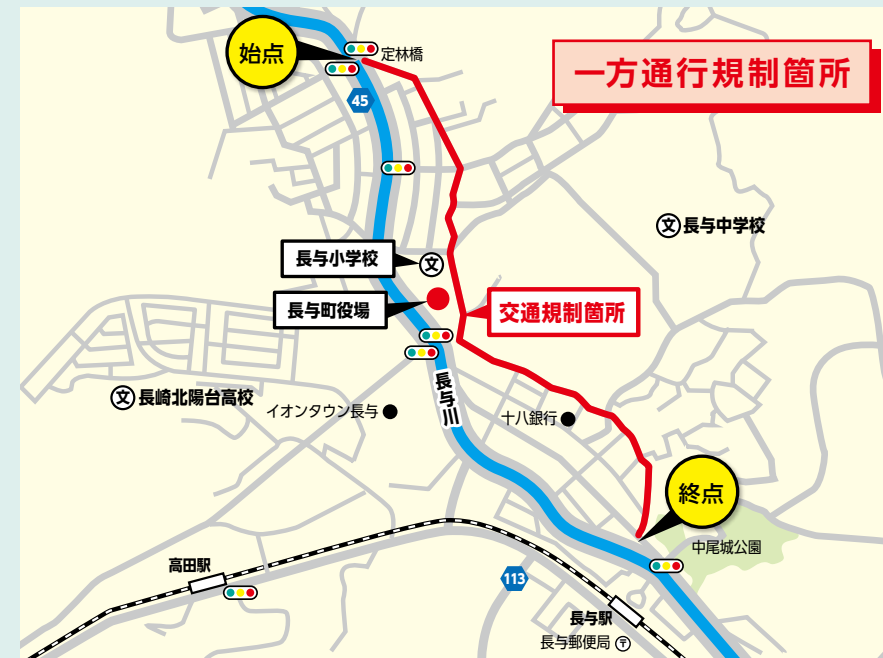 始点
定林橋
一方通行規制箇所
45
文長与中学校
長与小学校
文
長与町役場
交通規制箇所
文長崎北陽台高校
イオンタウン長与
長与川
十八銀行
終点
中尾城公園
高田駅
113
長与駅
長与郵便局〒